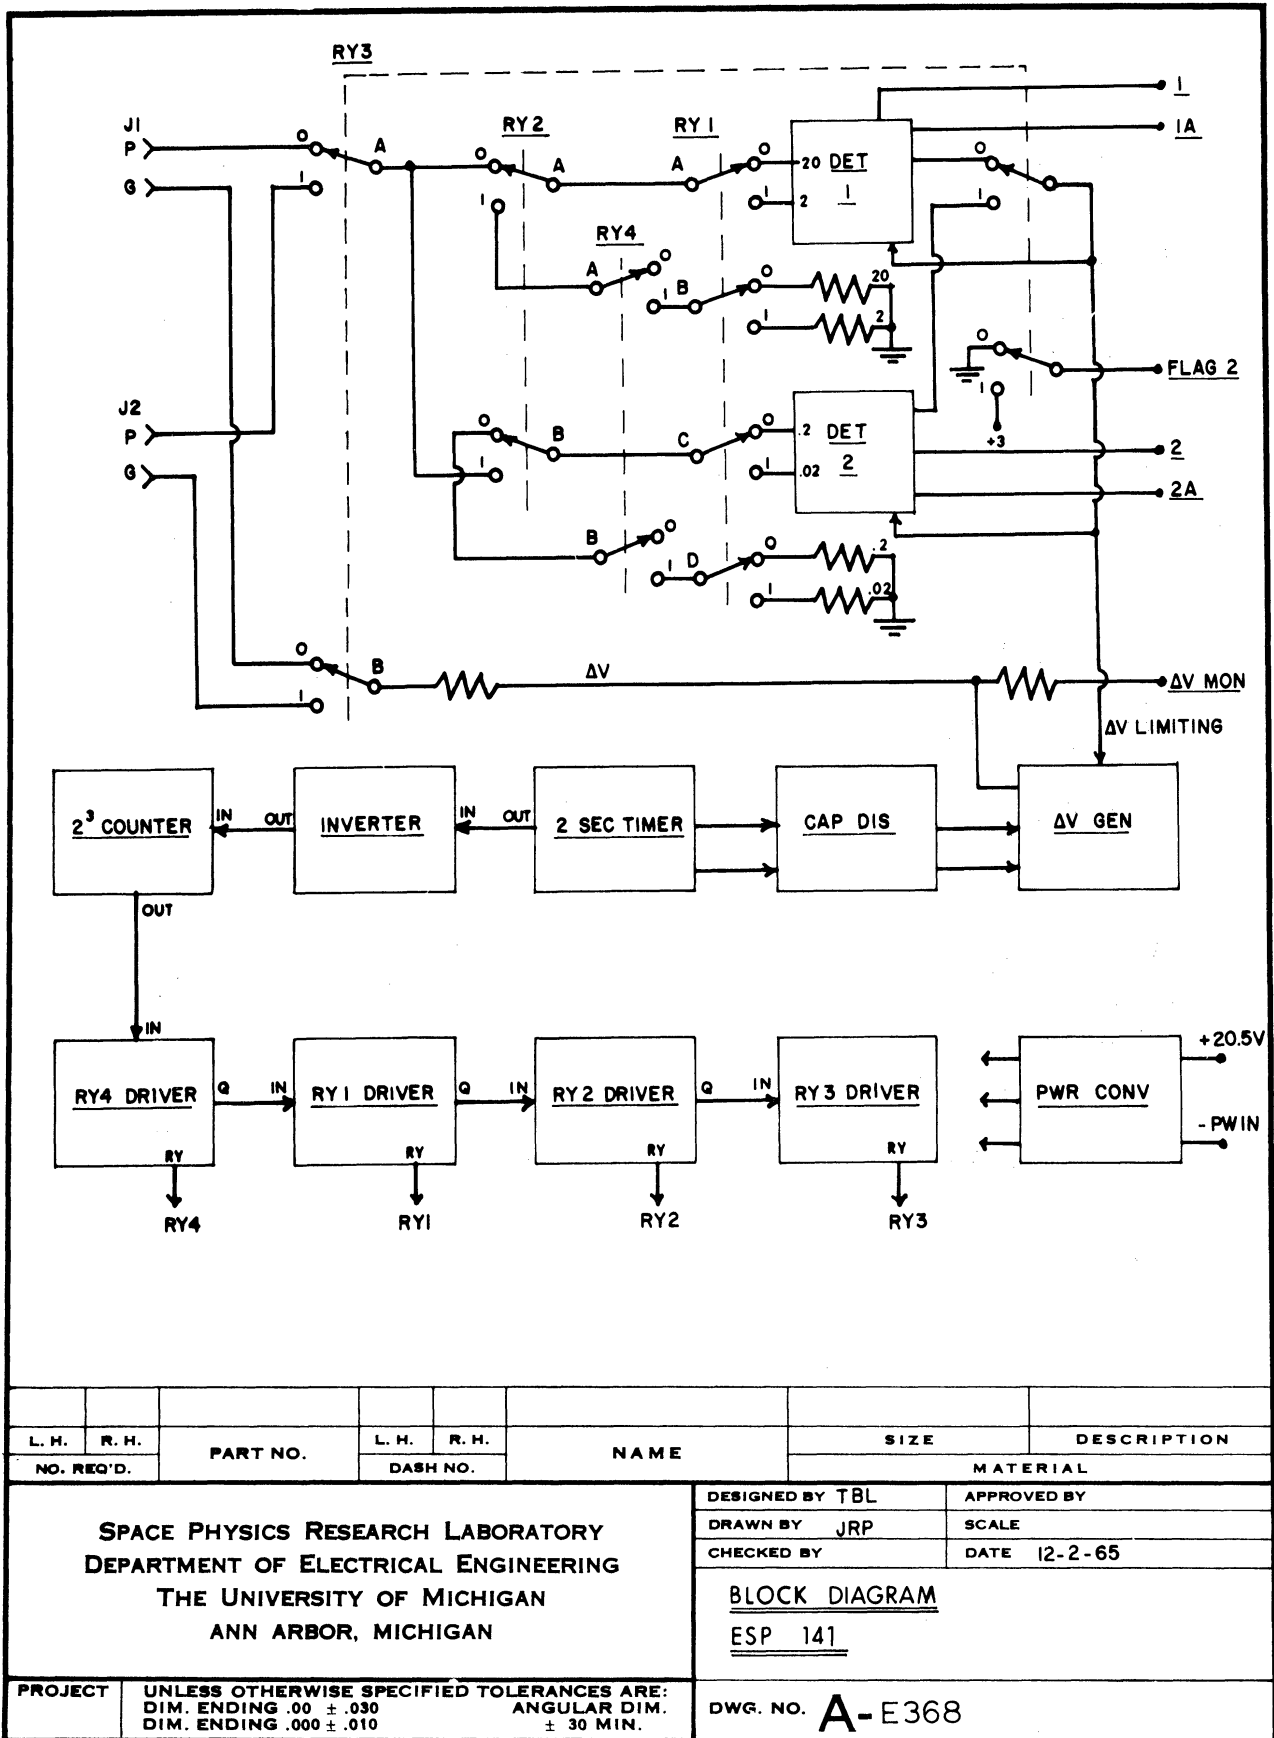 RY3
J1
P
G
0
1
A
RY2
0
1
A
RY1
A
0
1
20
2
DET
1
1
1A
0
1
RY4
A
0
1
B
0
1
20
2
0
1
+3
FLAG 2
J2
P
G
0
1
B
C
0
1
.2
.02
DET
2
2
2A
B
0
1
D
0
1
.2
.02
0
1
B
ΔV
ΔV MON
ΔV LIMITING
2³ COUNTER
IN
OUT
INVERTER
IN
OUT
2 SEC TIMER
CAP DIS
ΔV GEN
OUT
IN
RY4 DRIVER
Q
IN
RY1 DRIVER
Q
IN
RY2 DRIVER
Q
IN
RY3 DRIVER
PWR CONV
+20.5V
-PWIN
RY
RY
RY
RY
RY4
RY1
RY2
RY3
L. H.
R. H.
PART NO.
L. H.
R. H.
NAME
SIZE
DESCRIPTION
NO. REQ'D.
DASH NO.
MATERIAL
SPACE PHYSICS RESEARCH LABORATORY
DEPARTMENT OF ELECTRICAL ENGINEERING
THE UNIVERSITY OF MICHIGAN
ANN ARBOR, MICHIGAN
DESIGNED BY TBL
APPROVED BY
DRAWN BY JRP
SCALE
CHECKED BY
DATE 12-2-65
BLOCK DIAGRAM
ESP 141
PROJECT
UNLESS OTHERWISE SPECIFIED TOLERANCES ARE:
DIM. ENDING .00 ± .030 ANGULAR DIM.
DIM. ENDING .000 ± .010 ± 30 MIN.
DWG. NO. A-E368